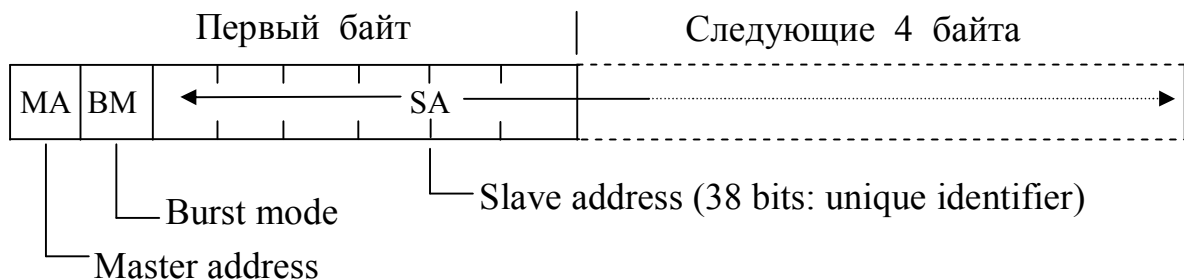 Первый байт Следующие 4 байта
MA BM SA
Slave address (38 bits: unique identifier)
Burst mode
Master address